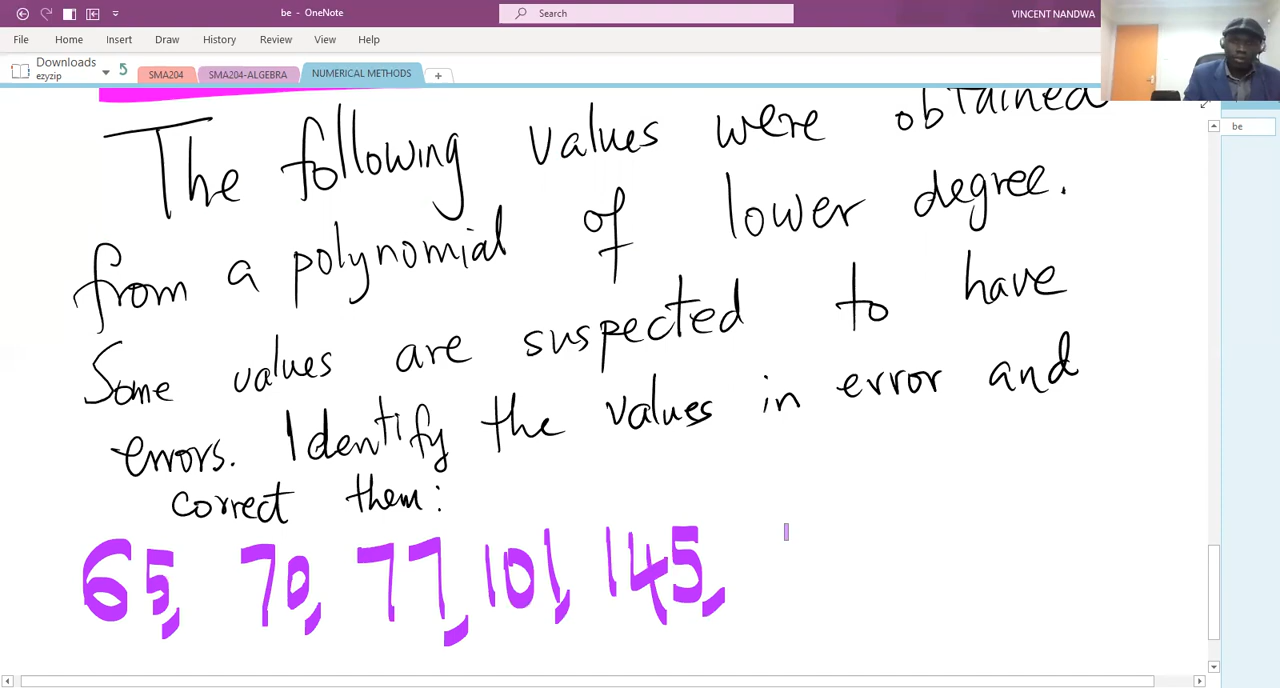 be - OneNote
Search
VINCENT NANDWA
File Home Insert Draw History Review View Help
Downloads
ezyzip
SMA204
SMA204-ALGEBRA
NUMERICAL METHODS
+
be
The following values were obtained
from a polynomial of lower degree.
Some values are suspected to have
errors. Identify the values in error and
correct them:
65, 70, 77, 101, 145,